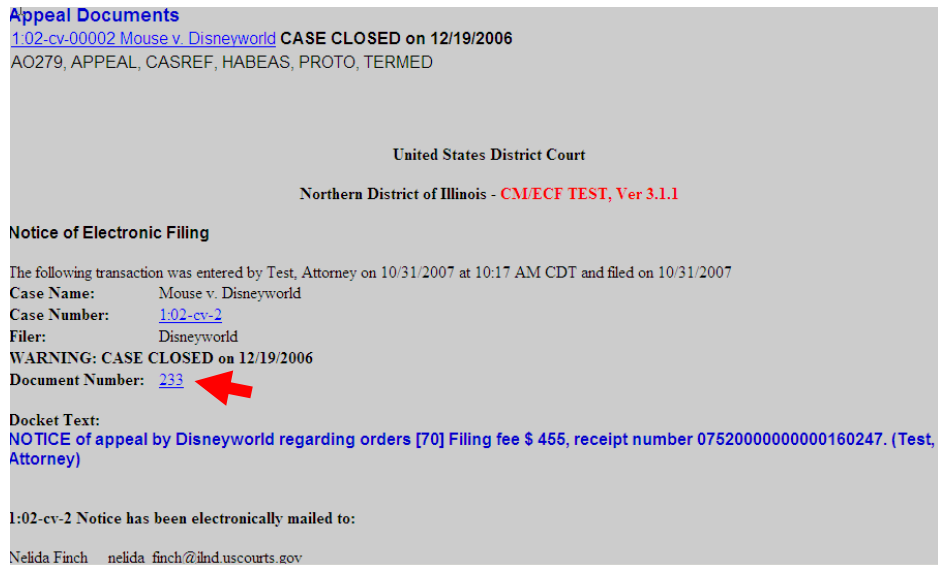 Appeal Documents
1:02-cv-00002 Mouse v. Disneyworld CASE CLOSED on 12/19/2006
AO279, APPEAL, CASREF, HABEAS, PROTO, TERMED
United States District Court
Northern District of Illinois - CM/ECF TEST, Ver 3.1.1
Notice of Electronic Filing
The following transaction was entered by Test, Attorney on 10/31/2007 at 10:17 AM CDT and filed on 10/31/2007
Case Name: Mouse v. Disneyworld
Case Number: 1:02-cv-2
Filer: Disneyworld
WARNING: CASE CLOSED on 12/19/2006
Document Number: 233
Docket Text:
NOTICE of appeal by Disneyworld regarding orders [70] Filing fee $ 455, receipt number 07520000000000160247. (Test,
Attorney)
1:02-cv-2 Notice has been electronically mailed to:
Nelida Finch nelida_finch@ilnd.uscourts.gov